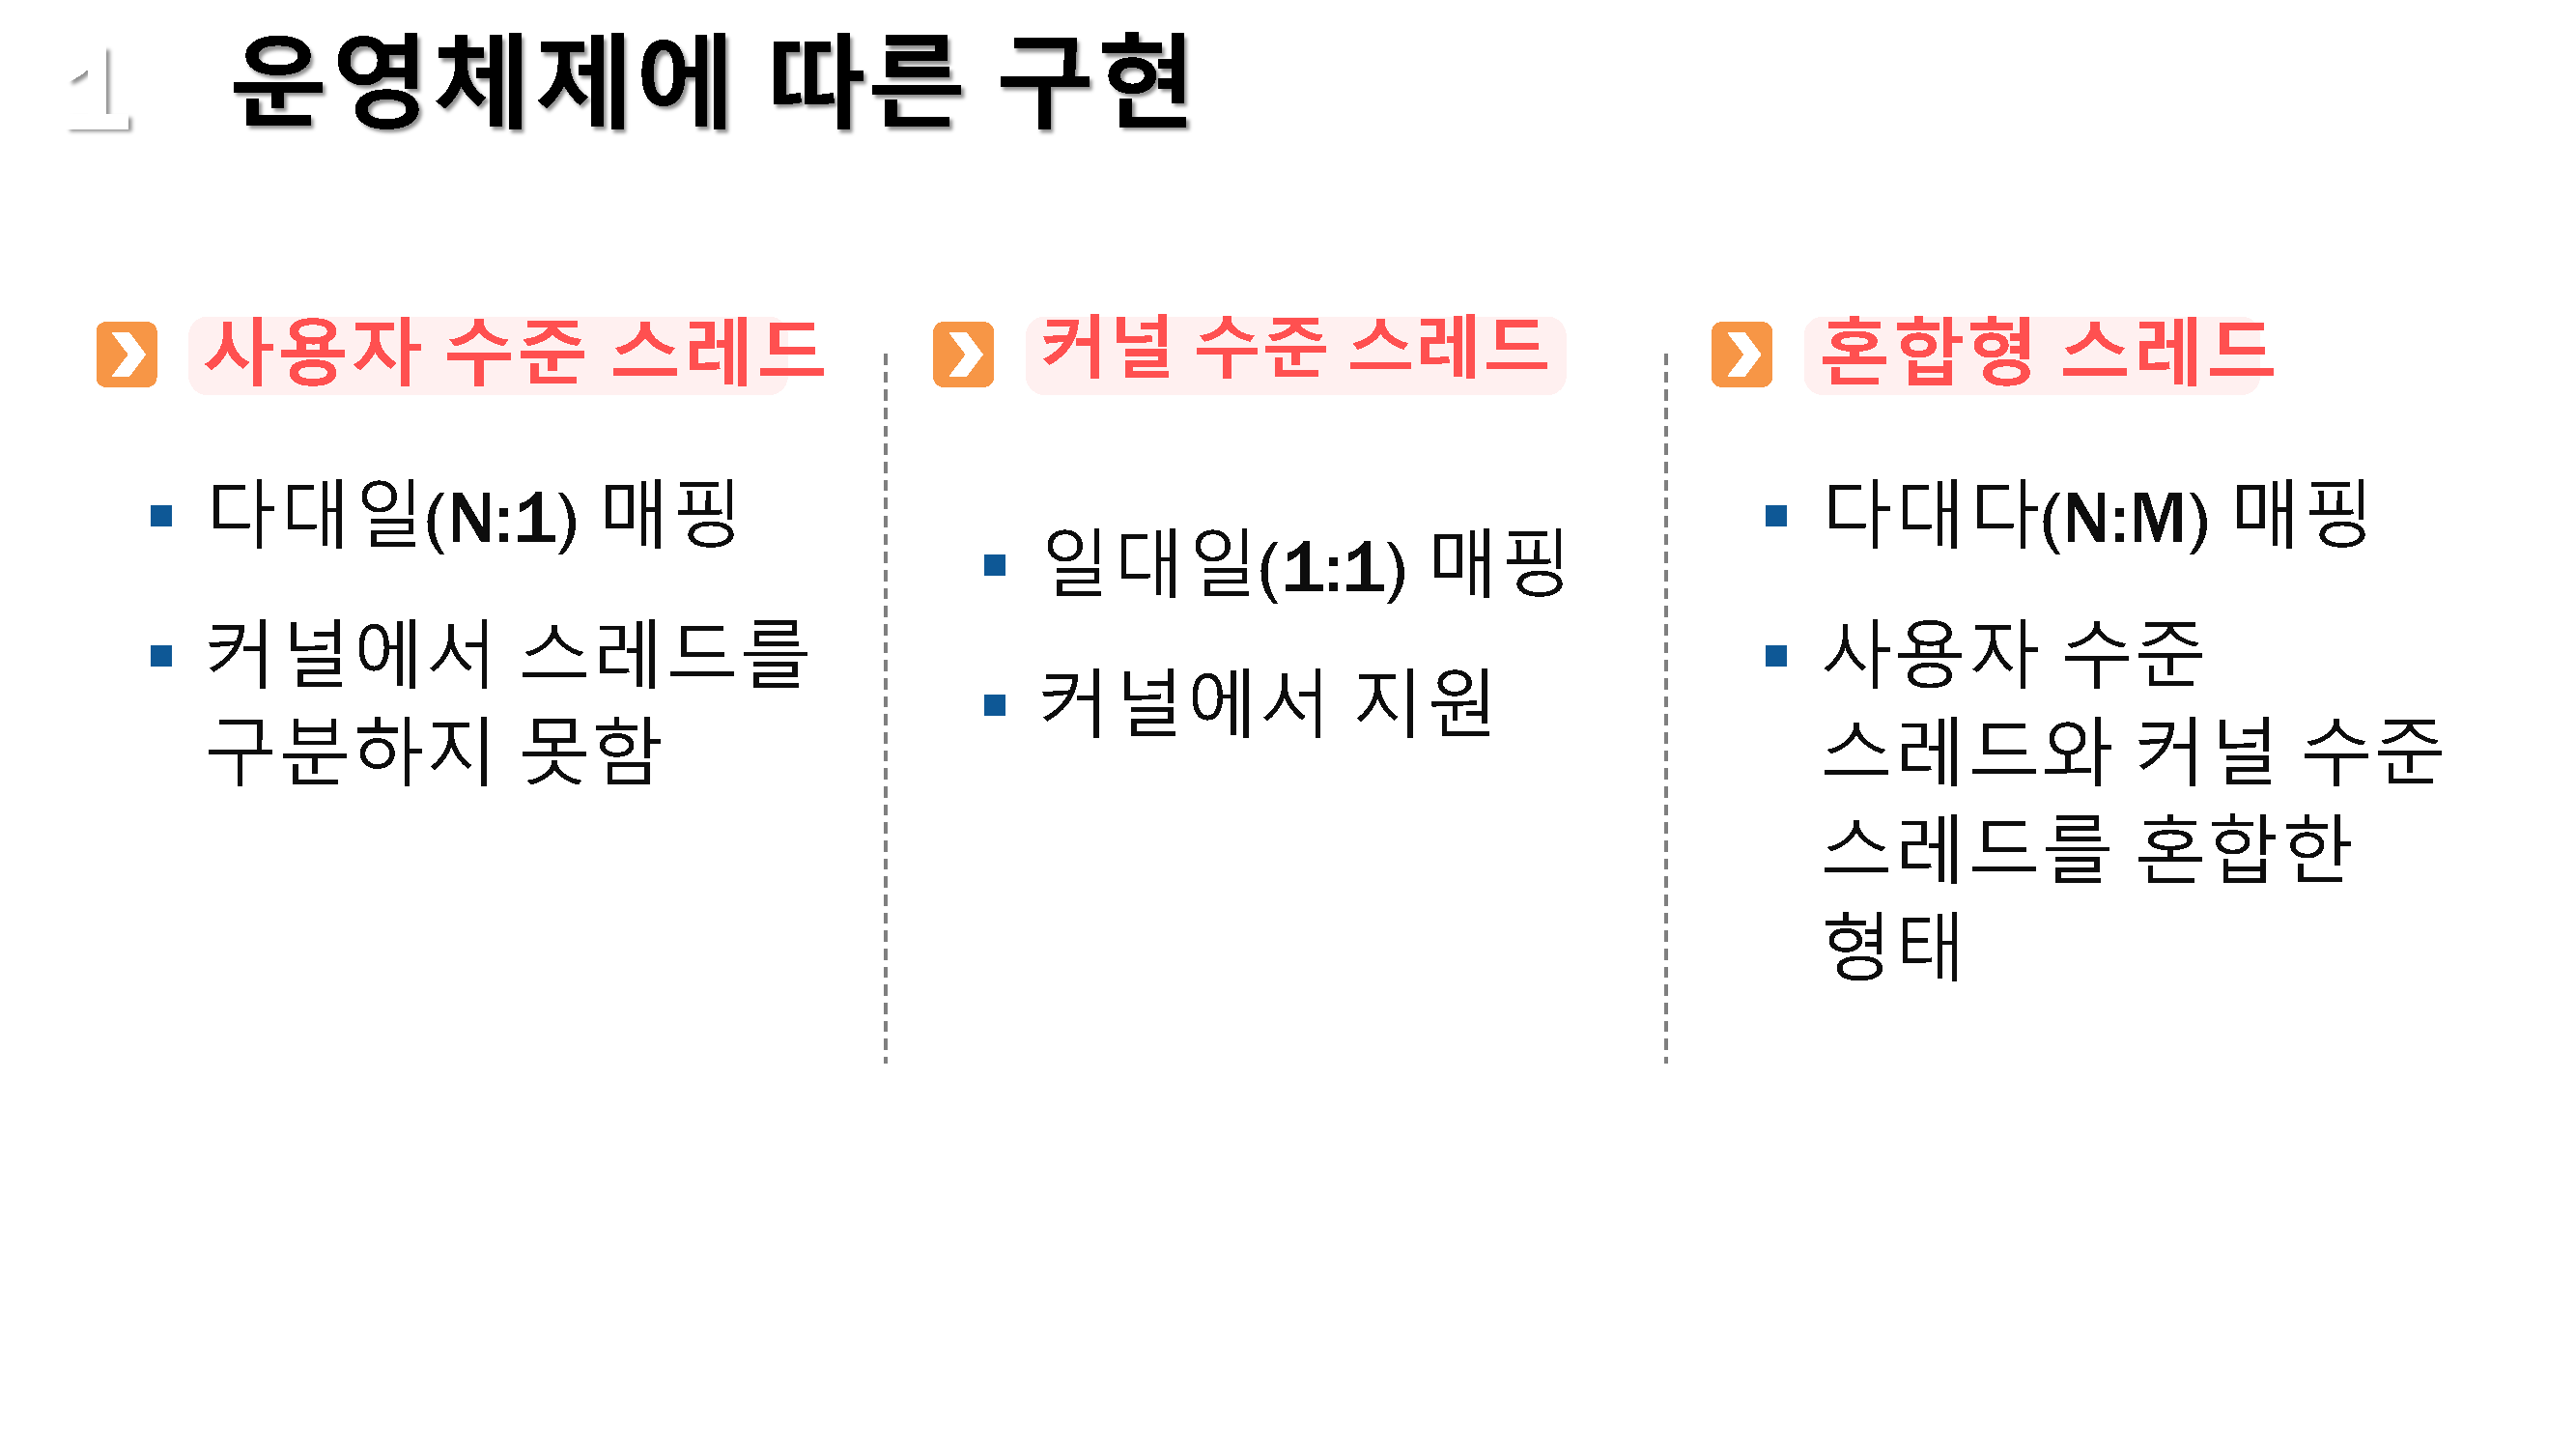 1 운영체제에 따른 구현
사용자 수준 스레드
다대일(N:1) 매핑
커널에서 스레드를
구분하지 못함
커널 수준 스레드
일대일(1:1) 매핑
커널에서 지원
혼합형 스레드
다대다(N:M) 매핑
사용자 수준
스레드와 커널 수준
스레드를 혼합한
형태